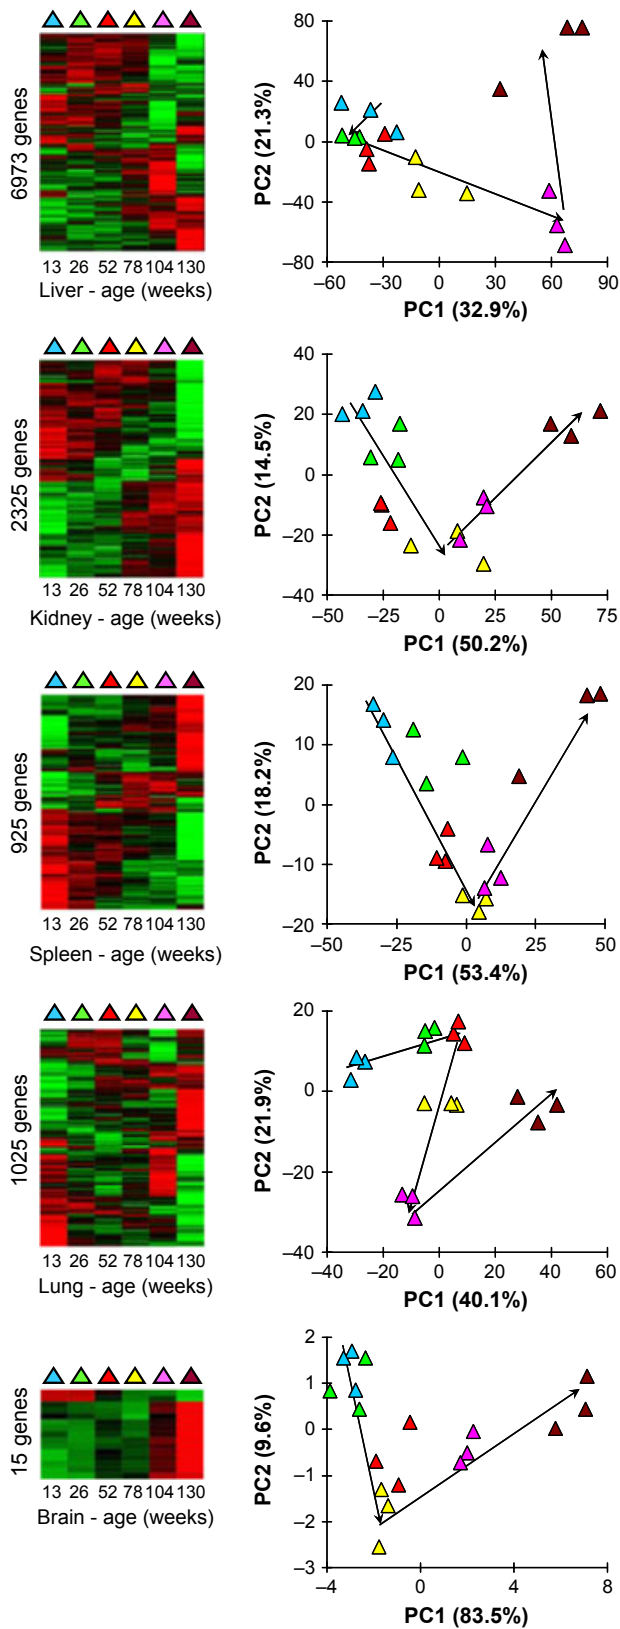 6973 genes
13 26 52 78 104 130
Liver - age (weeks)
PC2 (21.3%)
80
40
0
–40
–80
–60 –30 0 30 60 90
PC1 (32.9%)
2325 genes
13 26 52 78 104 130
Kidney - age (weeks)
PC2 (14.5%)
40
20
0
–20
–40
–50 –25 0 25 50 75
PC1 (50.2%)
925 genes
13 26 52 78 104 130
Spleen - age (weeks)
PC2 (18.2%)
20
10
0
–10
–20
–50 –25 0 25 50
PC1 (53.4%)
1025 genes
13 26 52 78 104 130
Lung - age (weeks)
PC2 (21.9%)
20
0
–20
–40
–40 –20 0 20 40 60
PC1 (40.1%)
15 genes
13 26 52 78 104 130
Brain - age (weeks)
PC2 (9.6%)
2
1
0
–1
–2
–3
–4 0 4 8
PC1 (83.5%)